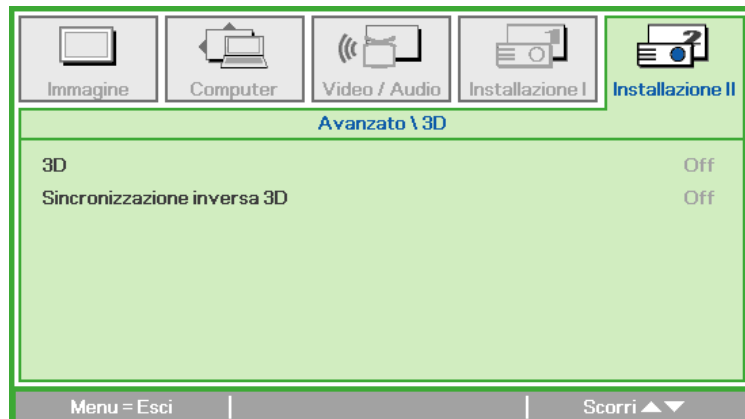 Immagine
Computer
Video / Audio
Installazione I
Installazione II
Avanzato \ 3D
3D Off
Sincronizzazione inversa 3D Off
Menu = Esci Scorri ▲▼